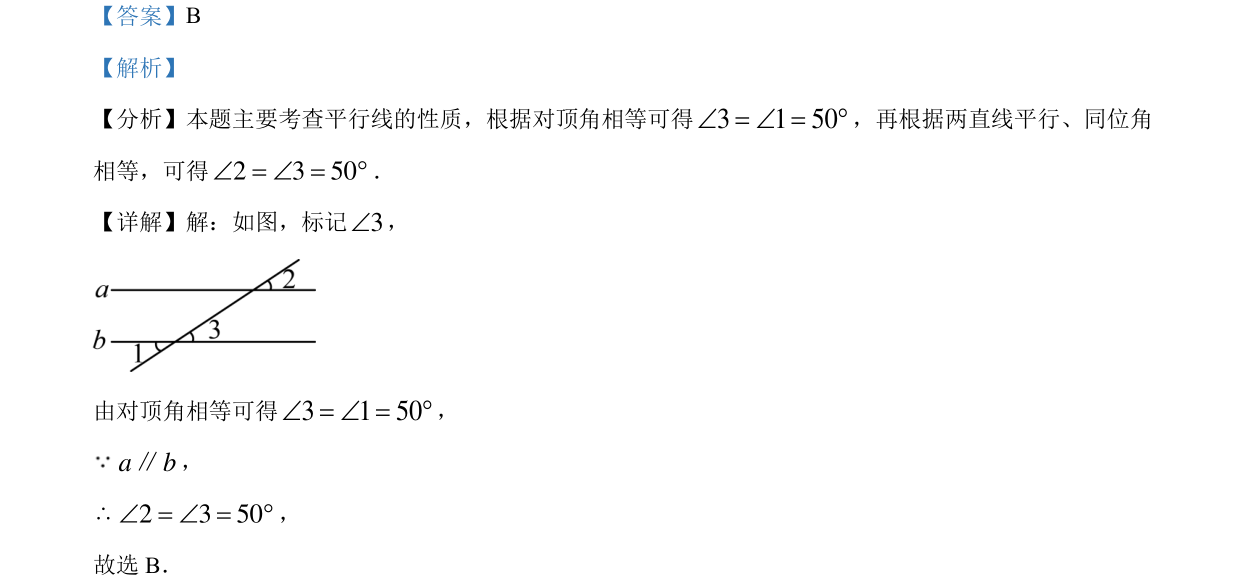 【答案】B
【解析】
【分析】本题主要考查平行线的性质，根据对顶角相等可得∠3 = ∠1 = 50°，再根据两直线平行、同位角
相等，可得∠2 = ∠3 = 50°．
【详解】解：如图，标记∠3，
2
a
3
b
1
由对顶角相等可得∠3 = ∠1 = 50°，
∵ a∥b，
∴ ∠2 = ∠3 = 50°，
故选 B．